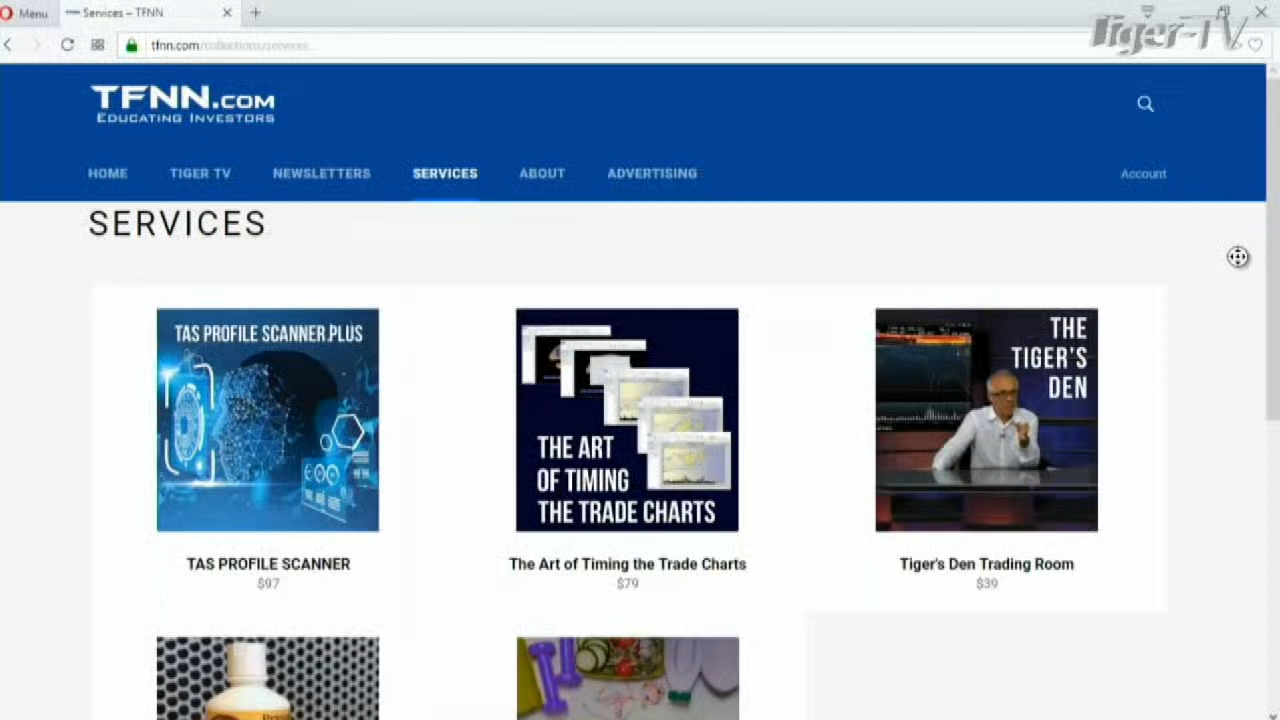 Menu
Services – TFNN
Tiger-TV
tfnn.com/collections/services
TFNN.COM
EDUCATING INVESTORS
HOME
TIGER TV
NEWSLETTERS
SERVICES
ABOUT
ADVERTISING
Account
SERVICES
TAS PROFILE SCANNER PLUS
THE ART
OF TIMING
THE TRADE CHARTS
THE
TIGER'S
DEN
TAS PROFILE SCANNER
$97
The Art of Timing the Trade Charts
$79
Tiger's Den Trading Room
$39